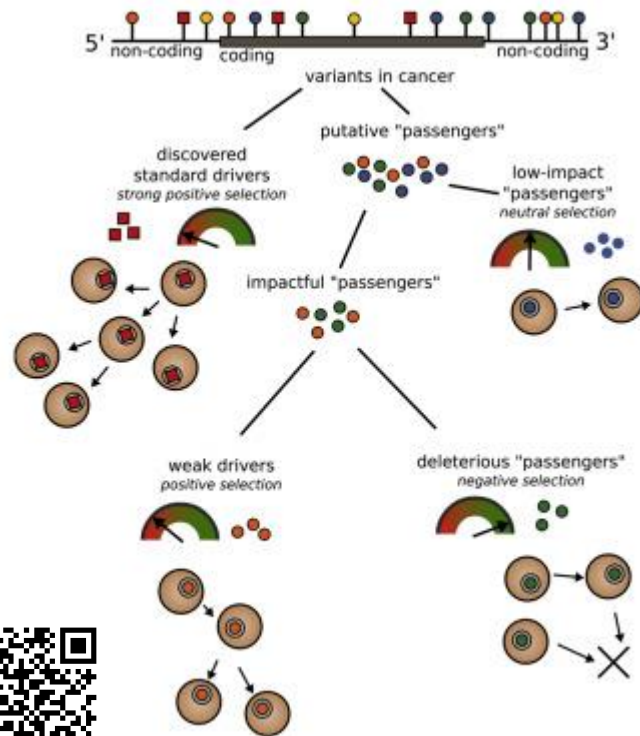 5' 3'
non-coding coding non-coding
variants in cancer
putative "passengers"
discovered
standard drivers
strong positive selection
low-impact
"passengers"
neutral selection
impactful "passengers"
weak drivers
positive selection
deleterious "passengers"
negative selection